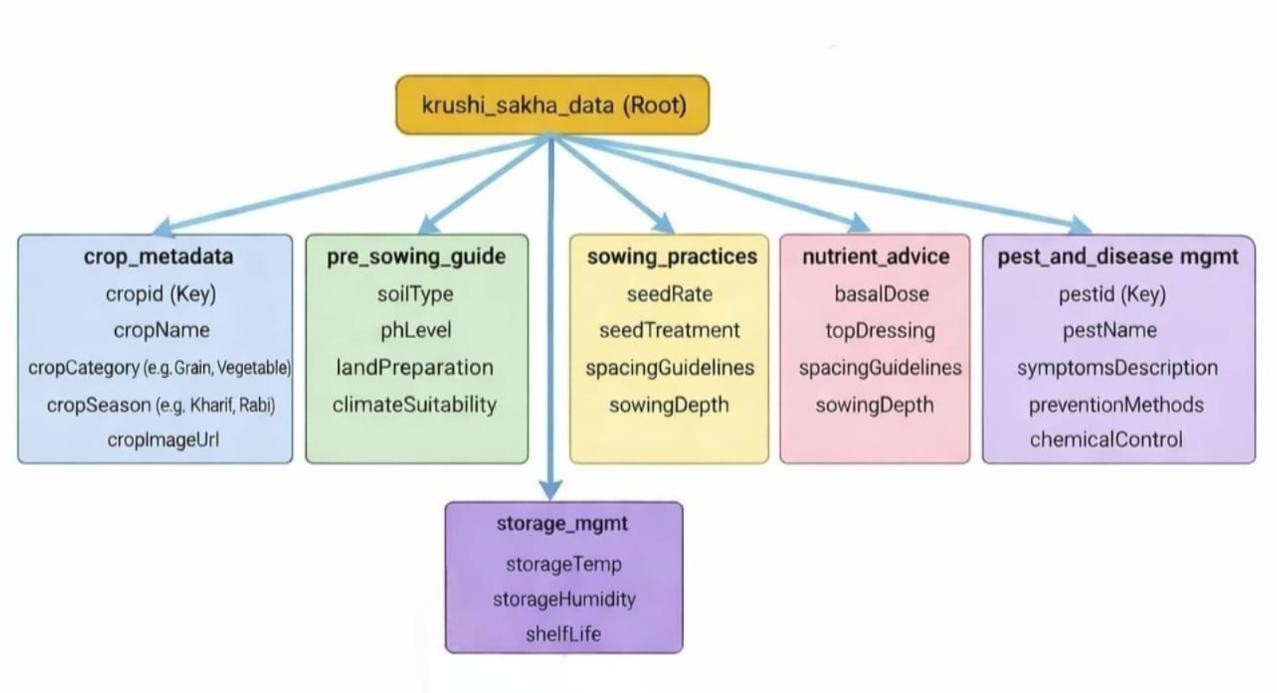 krushi_sakha_data (Root)
crop_metadata
cropid (Key)
cropName
cropCategory (e.g. Grain, Vegetable)
cropSeason (e.g. Kharif, Rabi)
cropImageUrl
pre_sowing_guide
soilType
phLevel
landPreparation
climateSuitability
sowing_practices
seedRate
seedTreatment
spacingGuidelines
sowingDepth
nutrient_advice
basalDose
topDressing
spacingGuidelines
sowingDepth
pest_and_disease mgmt
pestid (Key)
pestName
symptomsDescription
preventionMethods
chemicalControl
storage_mgmt
storageTemp
storageHumidity
shelfLife